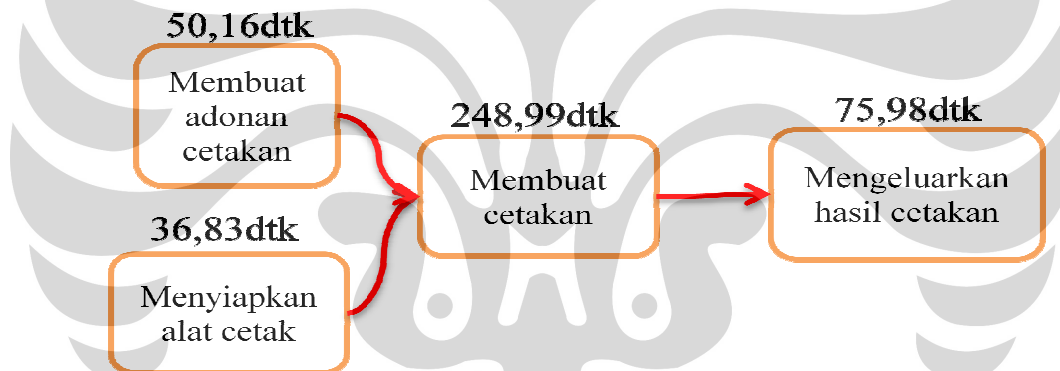 50,16dtk
Membuat
adonan
cetakan
36,83dtk
Menyiapkan
alat cetak
248,99dtk
Membuat
cetakan
75,98dtk
Mengeluarkan
hasil cetakan